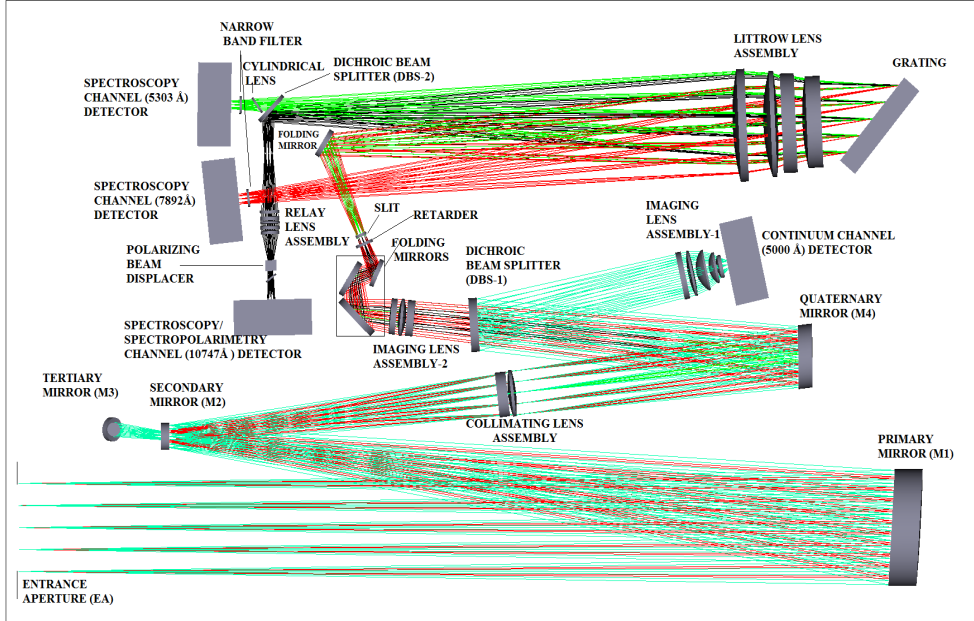 NARROW
BAND FILTER
CYLINDRICAL
LENS
DICHROIC BEAM
SPLITTER (DBS-2)
LITTROW LENS
ASSEMBLY
GRATING
SPECTROSCOPY
CHANNEL (5303 Å)
DETECTOR
FOLDING
MIRROR
SPECTROSCOPY
CHANNEL (7892Å)
DETECTOR
RELAY
LENS
ASSEMBLY
SLIT
RETARDER
FOLDING
MIRRORS
POLARIZING
BEAM
DISPLACER
DICHROIC
BEAM SPLITTER
(DBS-1)
IMAGING
LENS
ASSEMBLY-1
CONTINUUM CHANNEL
(5000 Å) DETECTOR
QUATERNARY
MIRROR (M4)
SPECTROSCOPY/
SPECTROPOLARIMETRY
CHANNEL (10747Å ) DETECTOR
IMAGING LENS
ASSEMBLY-2
TERTIARY
MIRROR (M3)
SECONDARY
MIRROR (M2)
COLLIMATING LENS
ASSEMBLY
PRIMARY
MIRROR (M1)
ENTRANCE
APERTURE (EA)